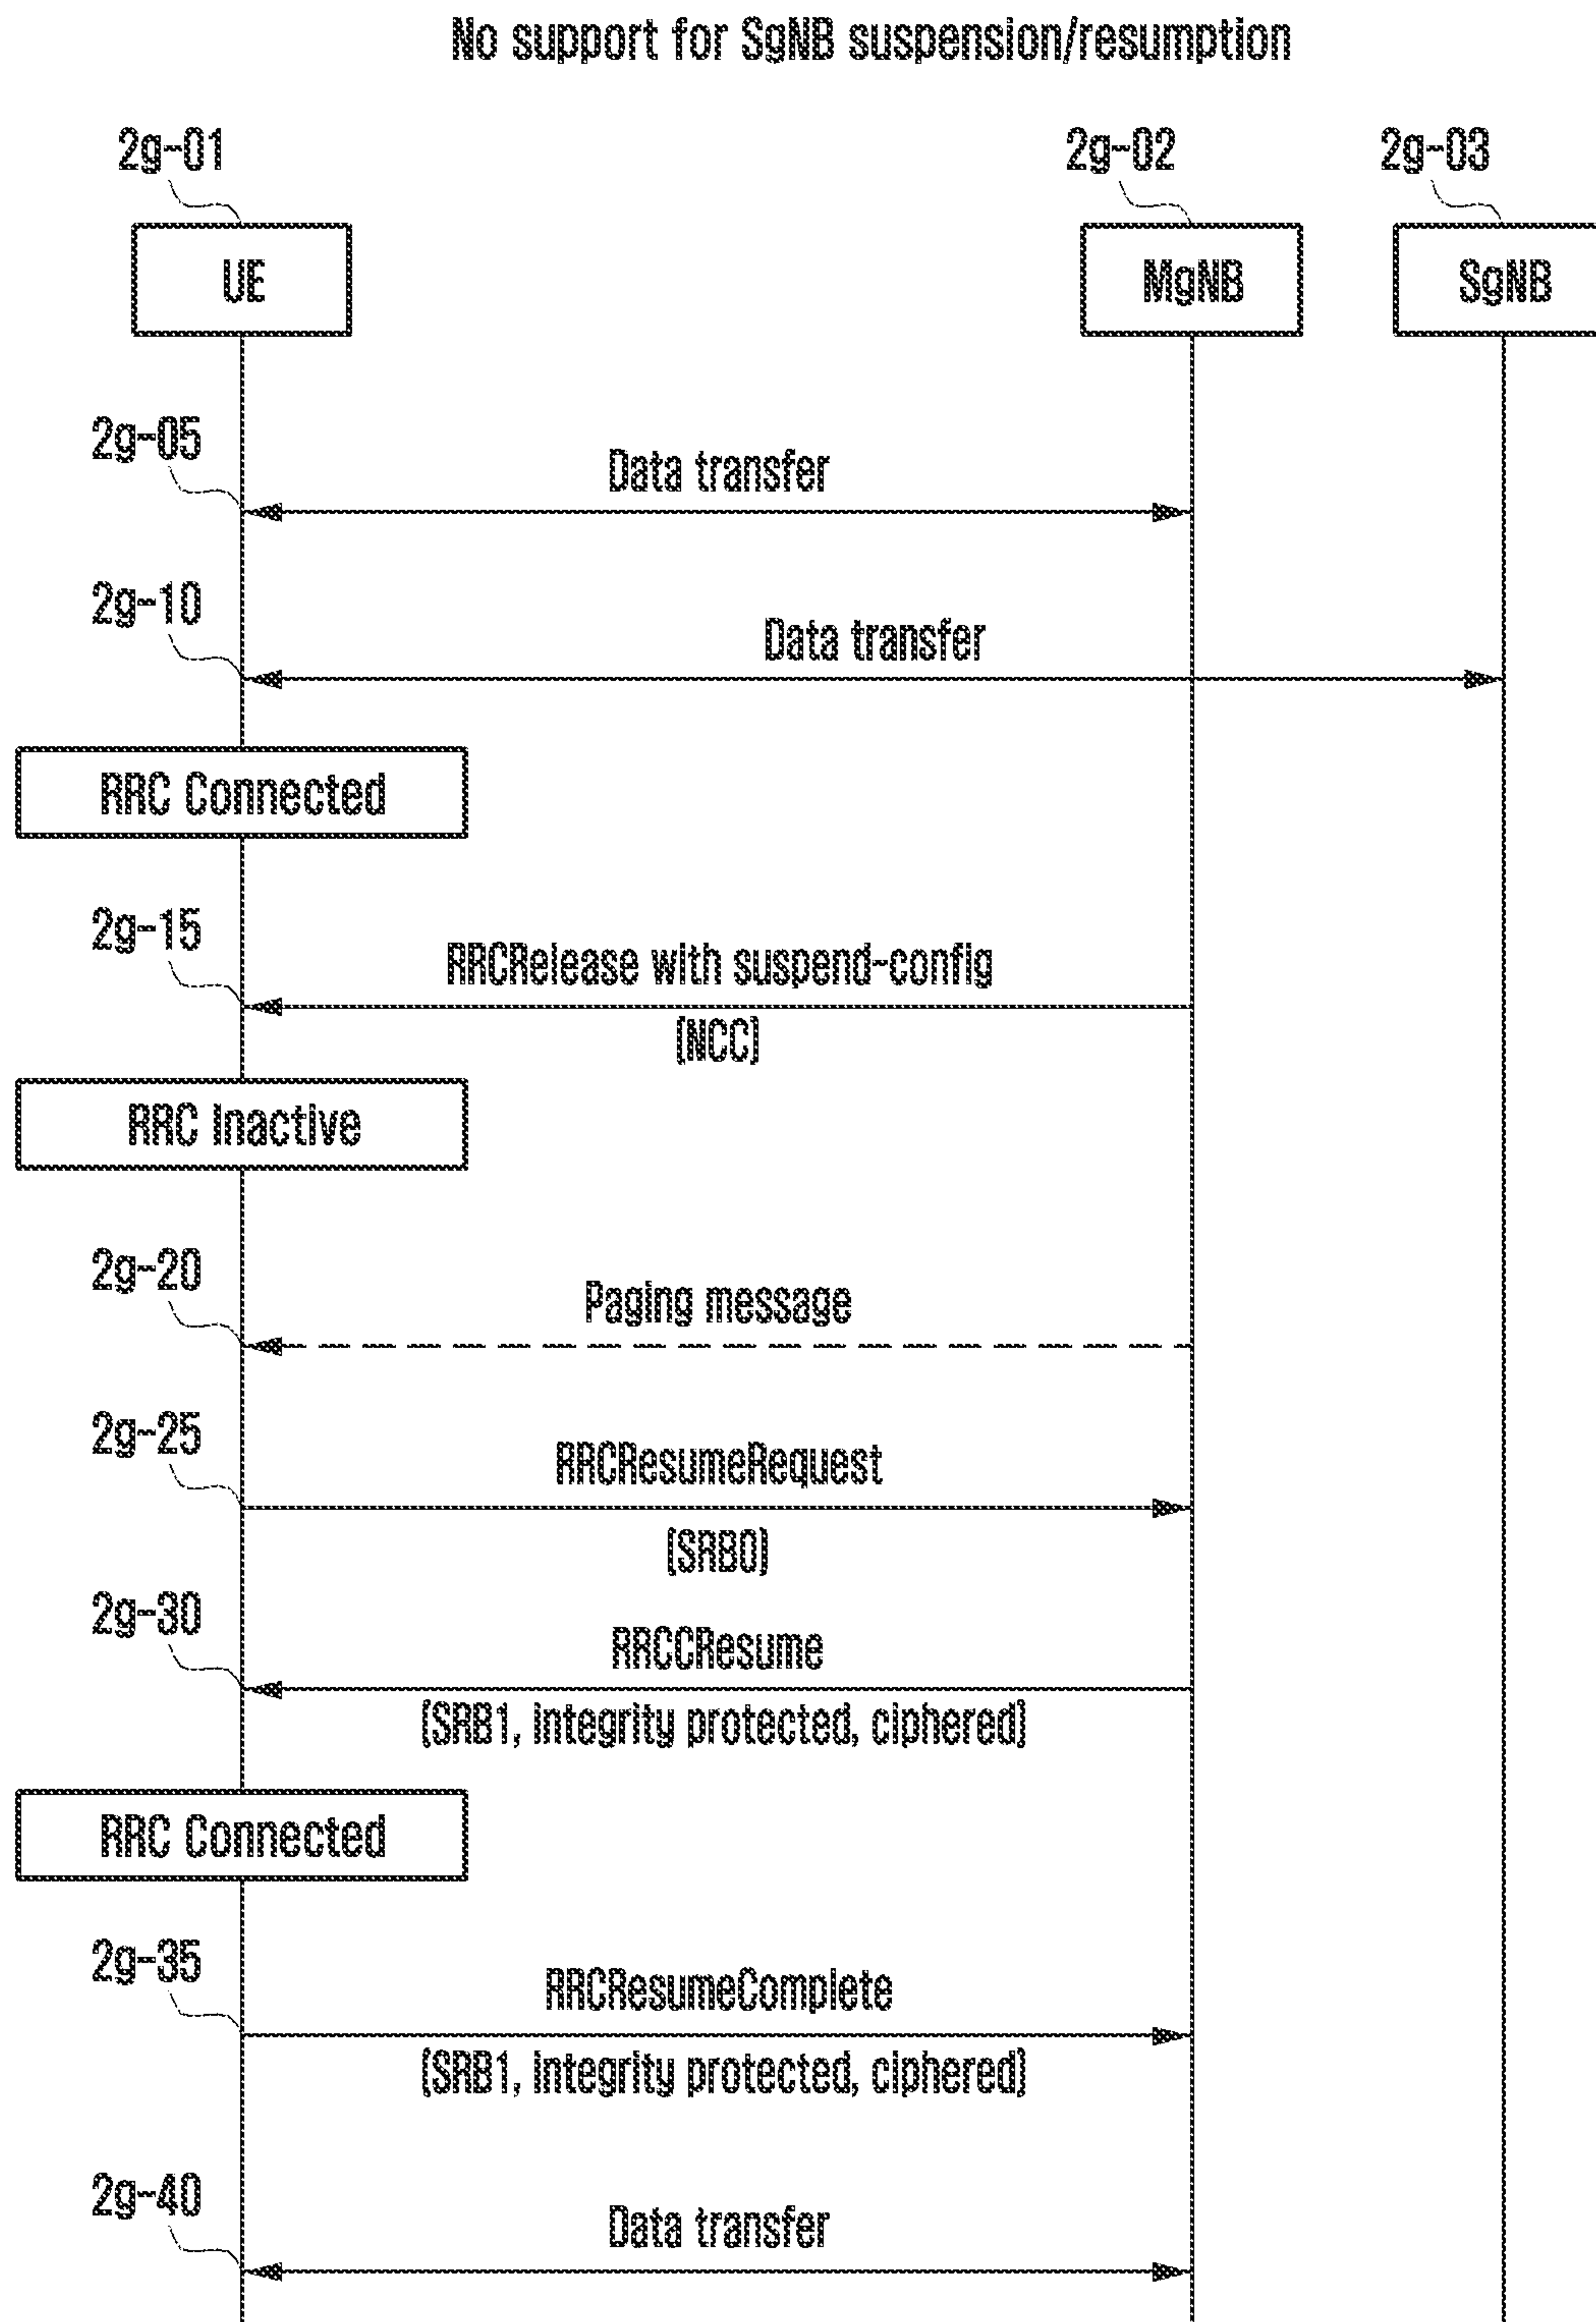 No support for SgNB suspension/resumption
2g-01
2g-02
2g-03
UE
MgNB
SgNB
2g-05
Data transfer
2g-10
Data transfer
RRC Connected
2g-15
RRCRelease with suspend-config
(NCC)
RRC Inactive
2g-20
Paging message
2g-25
RRCResumeRequest
(SRB0)
2g-30
RRCCResume
(SRB1, integrity protected, ciphered)
RRC Connected
2g-35
RRCResumeComplete
(SRB1, integrity protected, ciphered)
2g-40
Data transfer